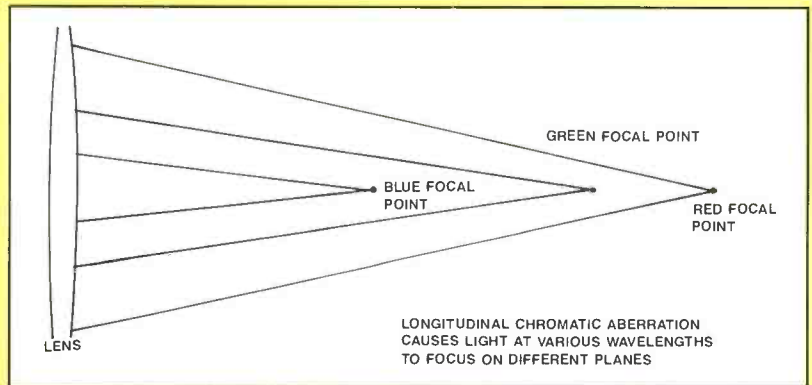 GREEN FOCAL POINT
BLUE FOCAL
POINT
RED FOCAL
POINT
LONGITUDINAL CHROMATIC ABERRATION
CAUSES LIGHT AT VARIOUS WAVELENGTHS
TO FOCUS ON DIFFERENT PLANES
LENS